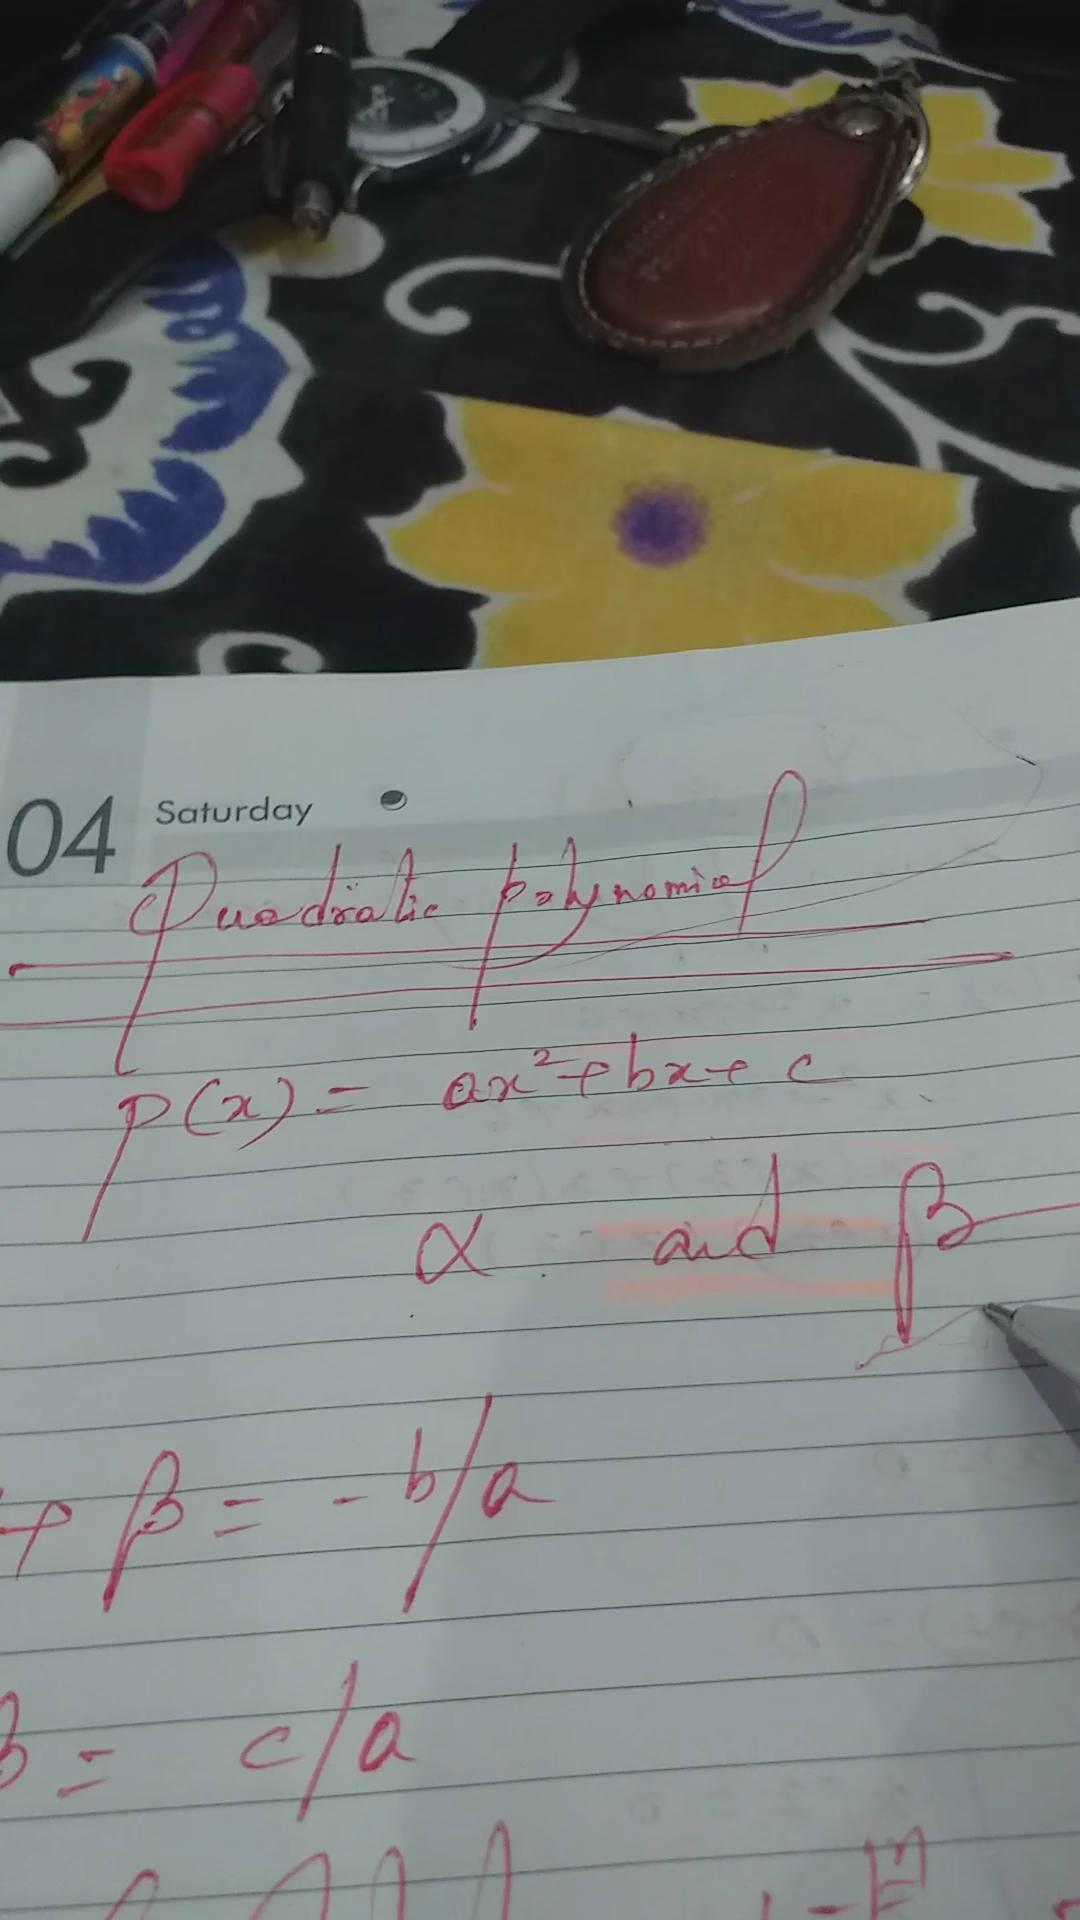 04 Saturday
Quadratic polynomial
p(x) = ax²+bx+c
α and β
+ β = - b/a
β = c/a